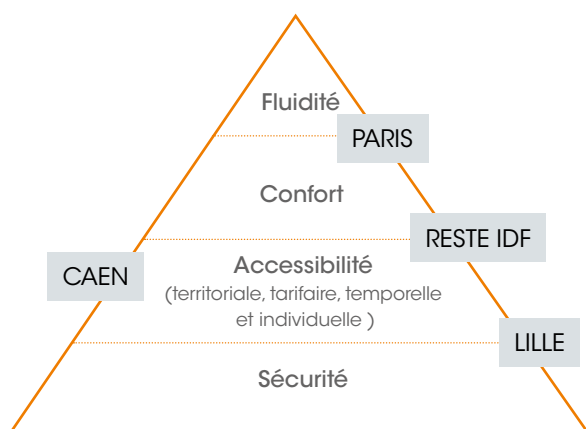 Fluidité
PARIS
Confort
RESTE IDF
CAEN
Accessibilité
(territoriale, tarifaire, temporelle
et individuelle )
LILLE
Sécurité